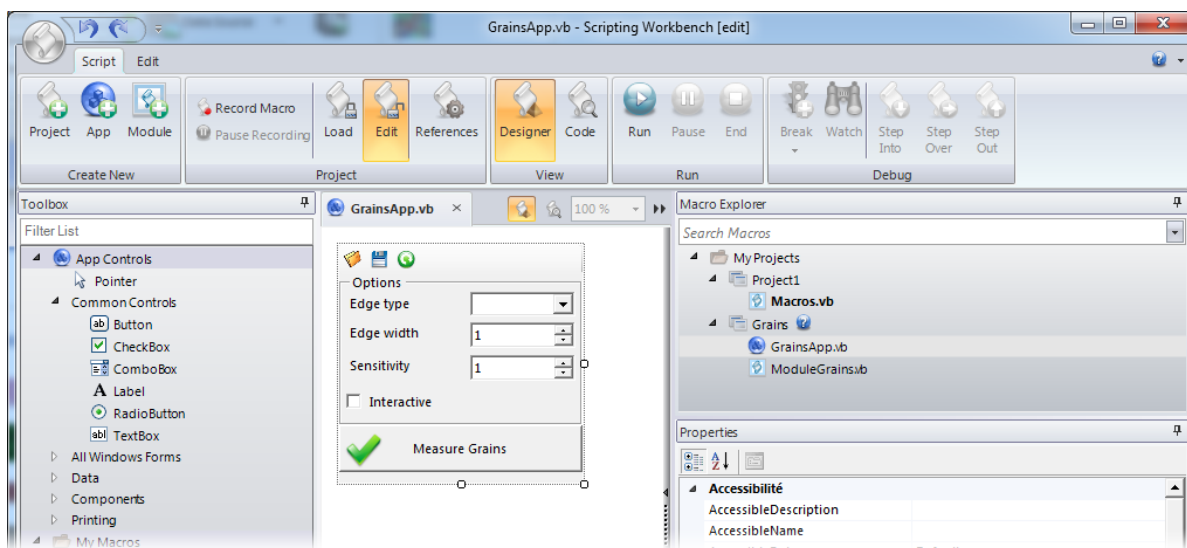 GrainsApp.vb - Scripting Workbench [edit]
Script Edit
Project App Module
Record Macro
Pause Recording
Load Edit References
Designer Code
Run Pause End
Break Watch Step Into Step Over Step Out
Create New Project View Run Debug
Toolbox
Filter List
App Controls
Pointer
Common Controls
Button
CheckBox
ComboBox
A Label
RadioButton
TextBox
All Windows Forms
Data
Components
Printing
My Macros
GrainsApp.vb
100 %
Options
Edge type
Edge width 1
Sensitivity 1
Interactive
Measure Grains
Macro Explorer
Search Macros
My Projects
Project1
Macros.vb
Grains
GrainsApp.vb
ModuleGrains.vb
Properties
Accessibilité
AccessibleDescription
AccessibleName